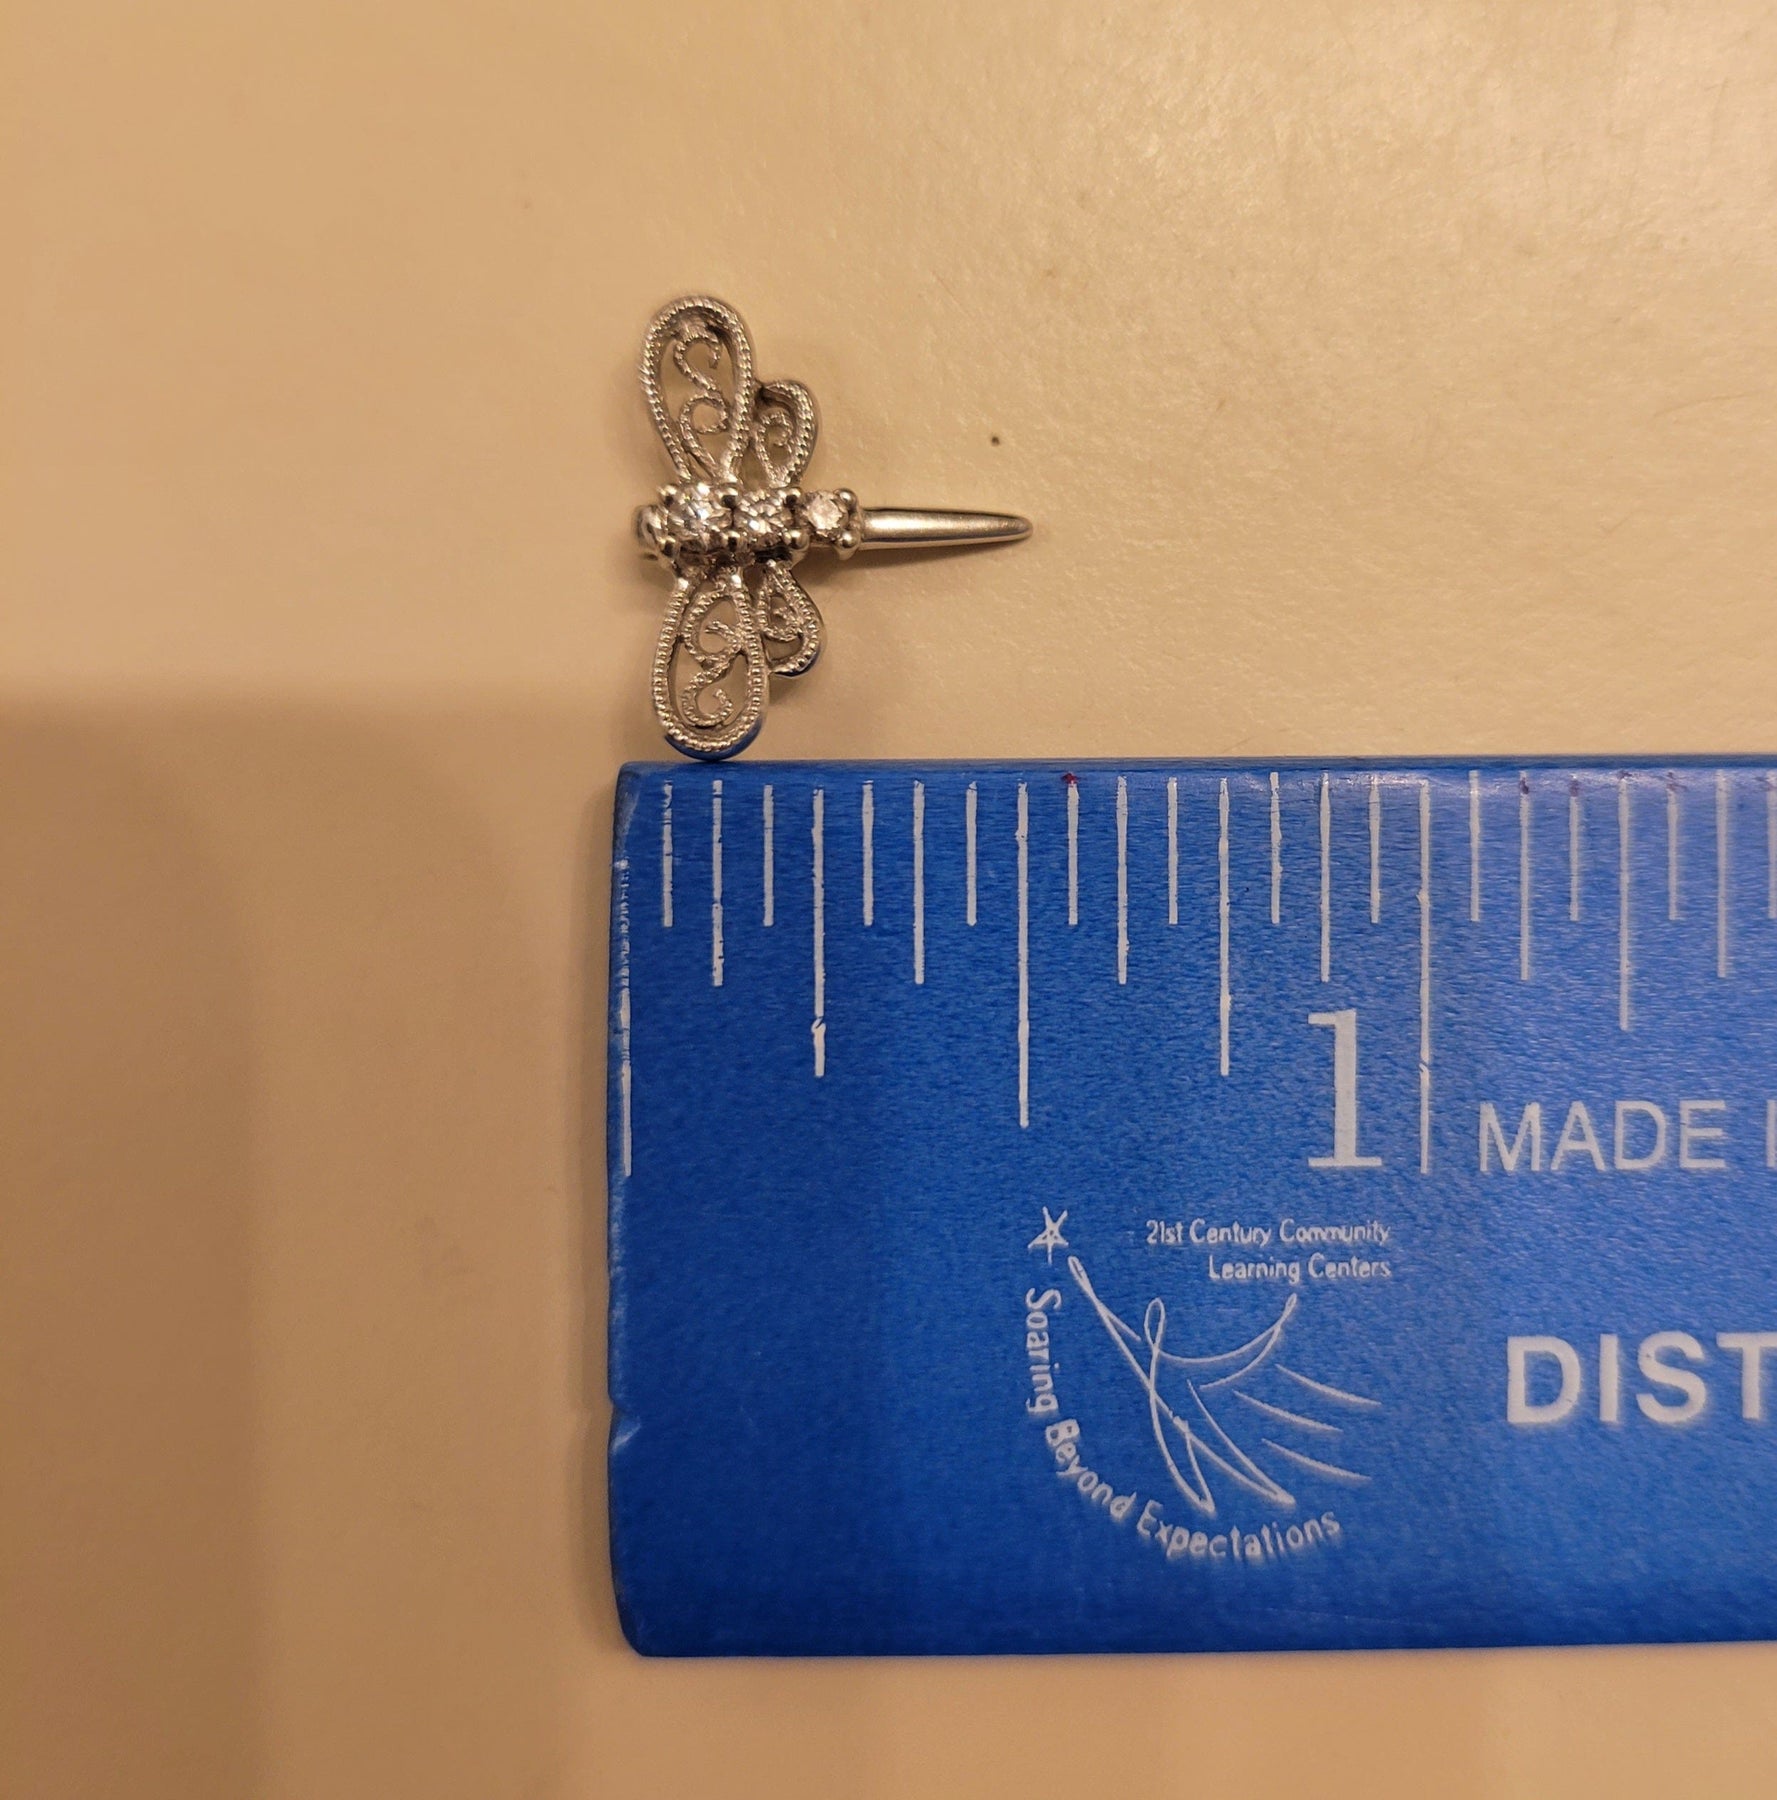 1
MADE
21st Century Community
Learning Centers
Soaring Beyond Expectations
DIST